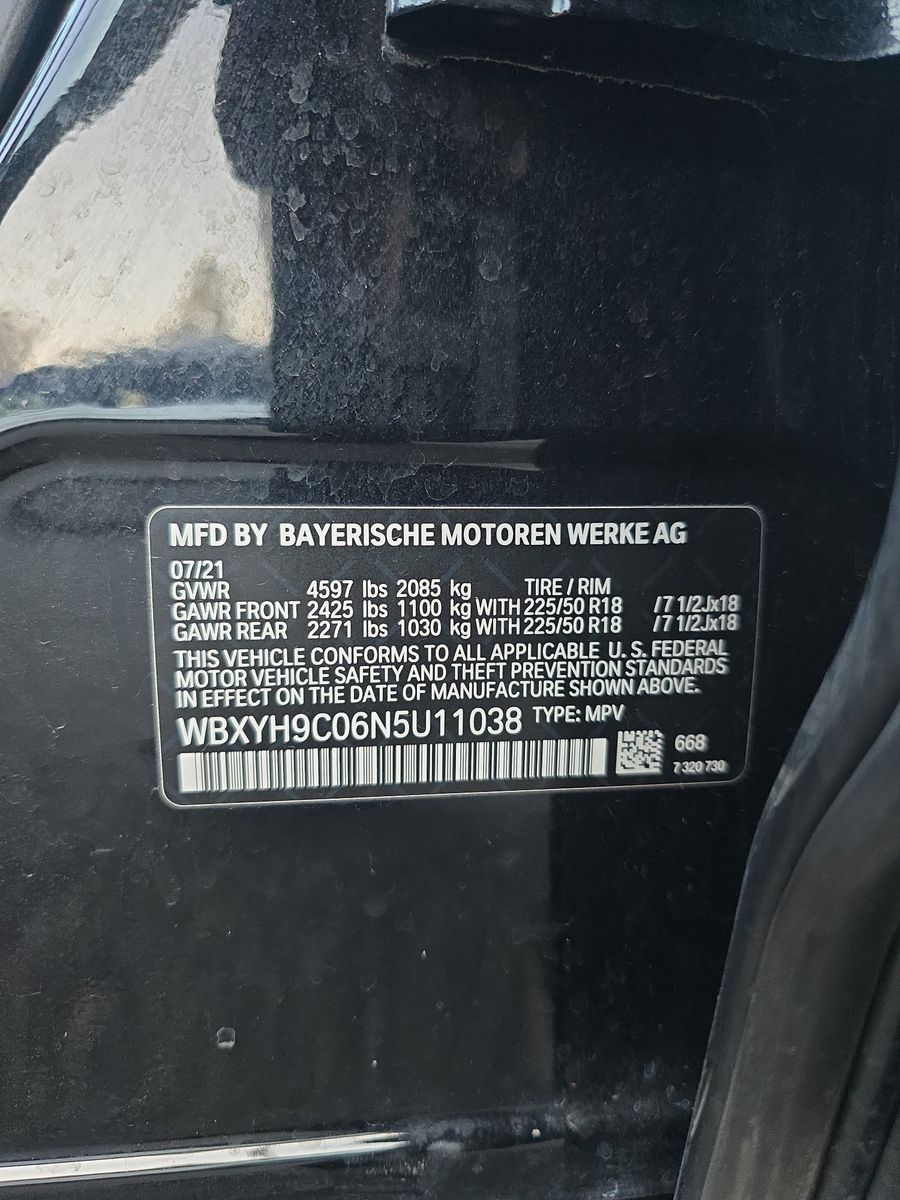 MFD BY BAYERISCHE MOTOREN WERKE AG
07/21
GVWR 4597 lbs 2085 kg TIRE / RIM
GAWR FRONT 2425 lbs 1100 kg WITH 225/50 R18 /7 1/2Jx18
GAWR REAR 2271 lbs 1030 kg WITH 225/50 R18 /7 1/2Jx18
THIS VEHICLE CONFORMS TO ALL APPLICABLE U. S. FEDERAL
MOTOR VEHICLE SAFETY AND THEFT PREVENTION STANDARDS
IN EFFECT ON THE DATE OF MANUFACTURE SHOWN ABOVE.
WBXYH9C06N5U11038 TYPE: MPV
668
7 320 730